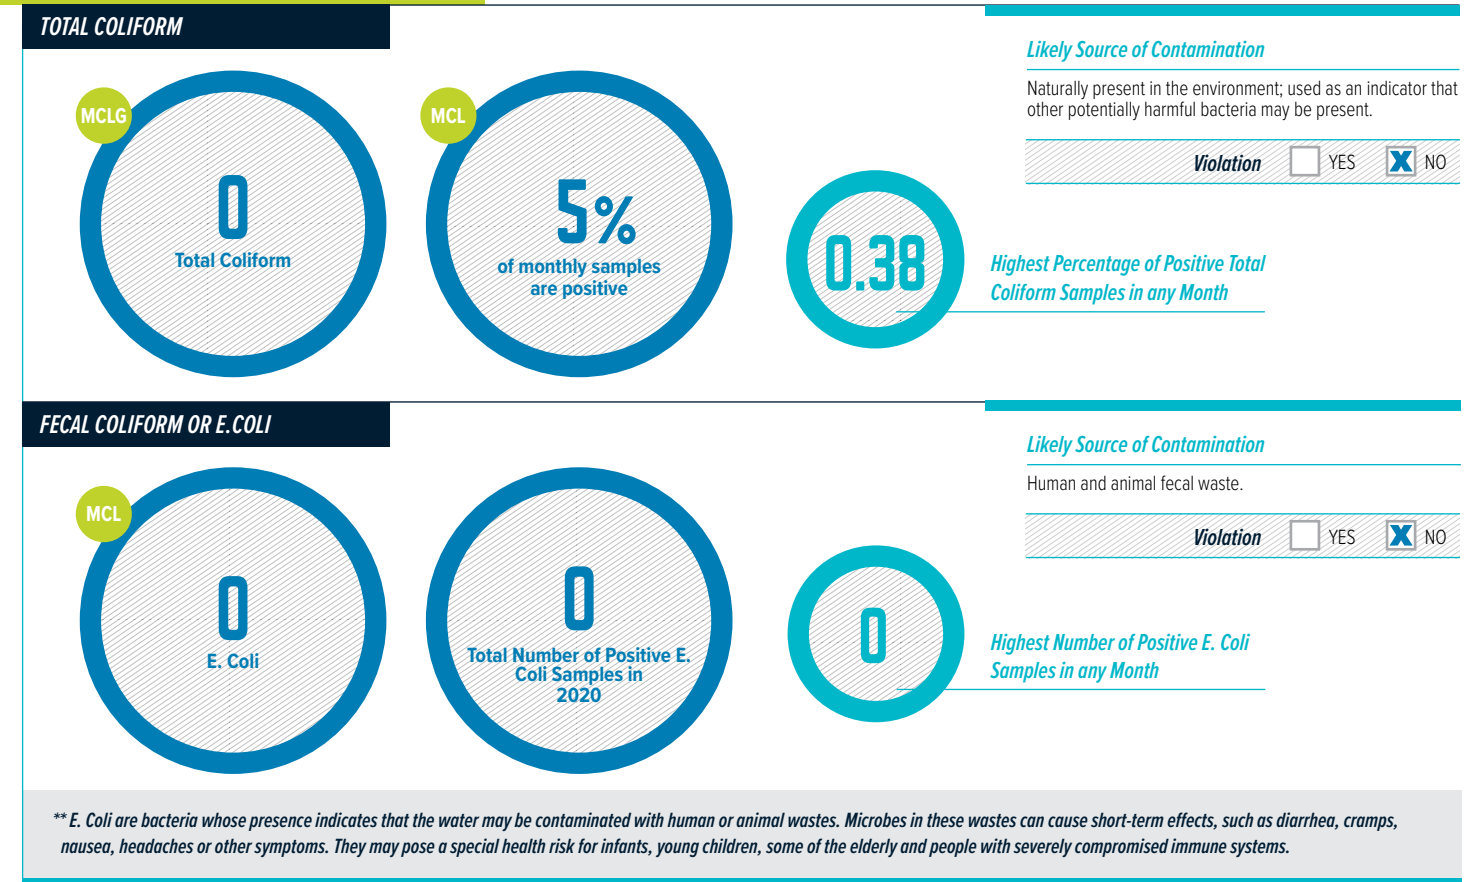 TOTAL COLIFORM
MCLG
0
Total Coliform
MCL
5%
of monthly samples
are positive
0.38
Highest Percentage of Positive Total
Coliform Samples in any Month
Likely Source of Contamination
Naturally present in the environment; used as an indicator that
other potentially harmful bacteria may be present.
Violation YES X NO
FECAL COLIFORM OR E.COLI
MCL
0
E. Coli
0
Total Number of Positive E.
Coli Samples in
2020
0
Highest Number of Positive E. Coli
Samples in any Month
Likely Source of Contamination
Human and animal fecal waste.
Violation YES X NO
** E. Coli are bacteria whose presence indicates that the water may be contaminated with human or animal wastes. Microbes in these wastes can cause short-term effects, such as diarrhea, cramps,
nausea, headaches or other symptoms. They may pose a special health risk for infants, young children, some of the elderly and people with severely compromised immune systems.